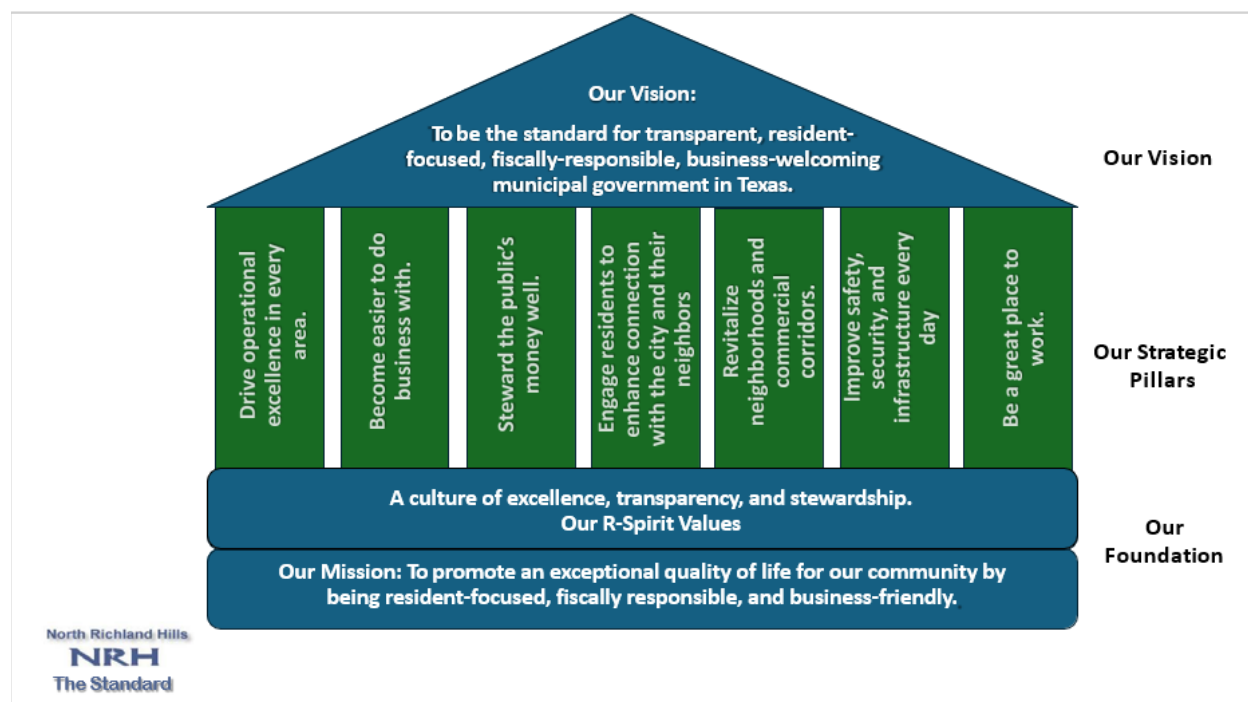 Our Vision:
To be the standard for transparent, resident-
focused, fiscally-responsible, business-welcoming
municipal government in Texas.
Our Vision
Drive operational
excellence in every
area.
Become easier to do
business with.
Steward the public's
money well.
Engage residents to
enhance connection
with the city and their
neighbors
Revitalize
neighborhoods and
commercial
corridors.
Improve safety,
security, and
infrastructure every
day
Be a great place to
work.
Our Strategic
Pillars
A culture of excellence, transparency, and stewardship.
Our R-Spirit Values
Our
Foundation
Our Mission: To promote an exceptional quality of life for our community by
being resident-focused, fiscally responsible, and business-friendly.
North Richland Hills
NRH
The Standard